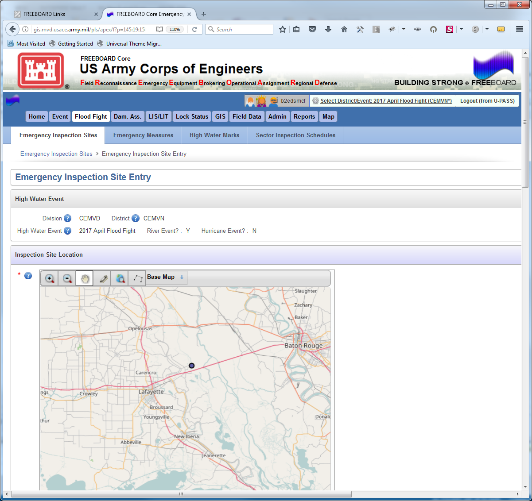 FREEBOARD Links
FREEBOARD Core Emergenc...
Search
Most Visited
Getting Started
Universal Theme Migr...
FREEBOARD Core
US Army Corps of Engineers
Field Reconnaissance Emergency Equipment Brokering Operational Assignment Regional Defense
BUILDING STRONG
FREEBOARD
Select District/Event: 2017 April Flood Fight (CEMVN)
Logout (from U-PASS)
Home Event Flood Fight Dam. Ass. LIS/LIT Lock Status GIS Field Data Admin Reports Map
Emergency Inspection Sites Emergency Measures High Water Marks Sector Inspection Schedules
Emergency Inspection Sites > Emergency Inspection Site Entry
Emergency Inspection Site Entry
High Water Event
Division CEMVD District CEMVN
High Water Event 2017 April Flood Fight River Event? : Y Hurricane Event? : N
Inspection Site Location
*
Base Map
Slaughter
Zachary
Baker
Opelousas
Baton Rouge
Carencro
Lafayette
Crowley
Broussard
Youngsville
Abbeville
New Iberia
Jeanerette
Donal